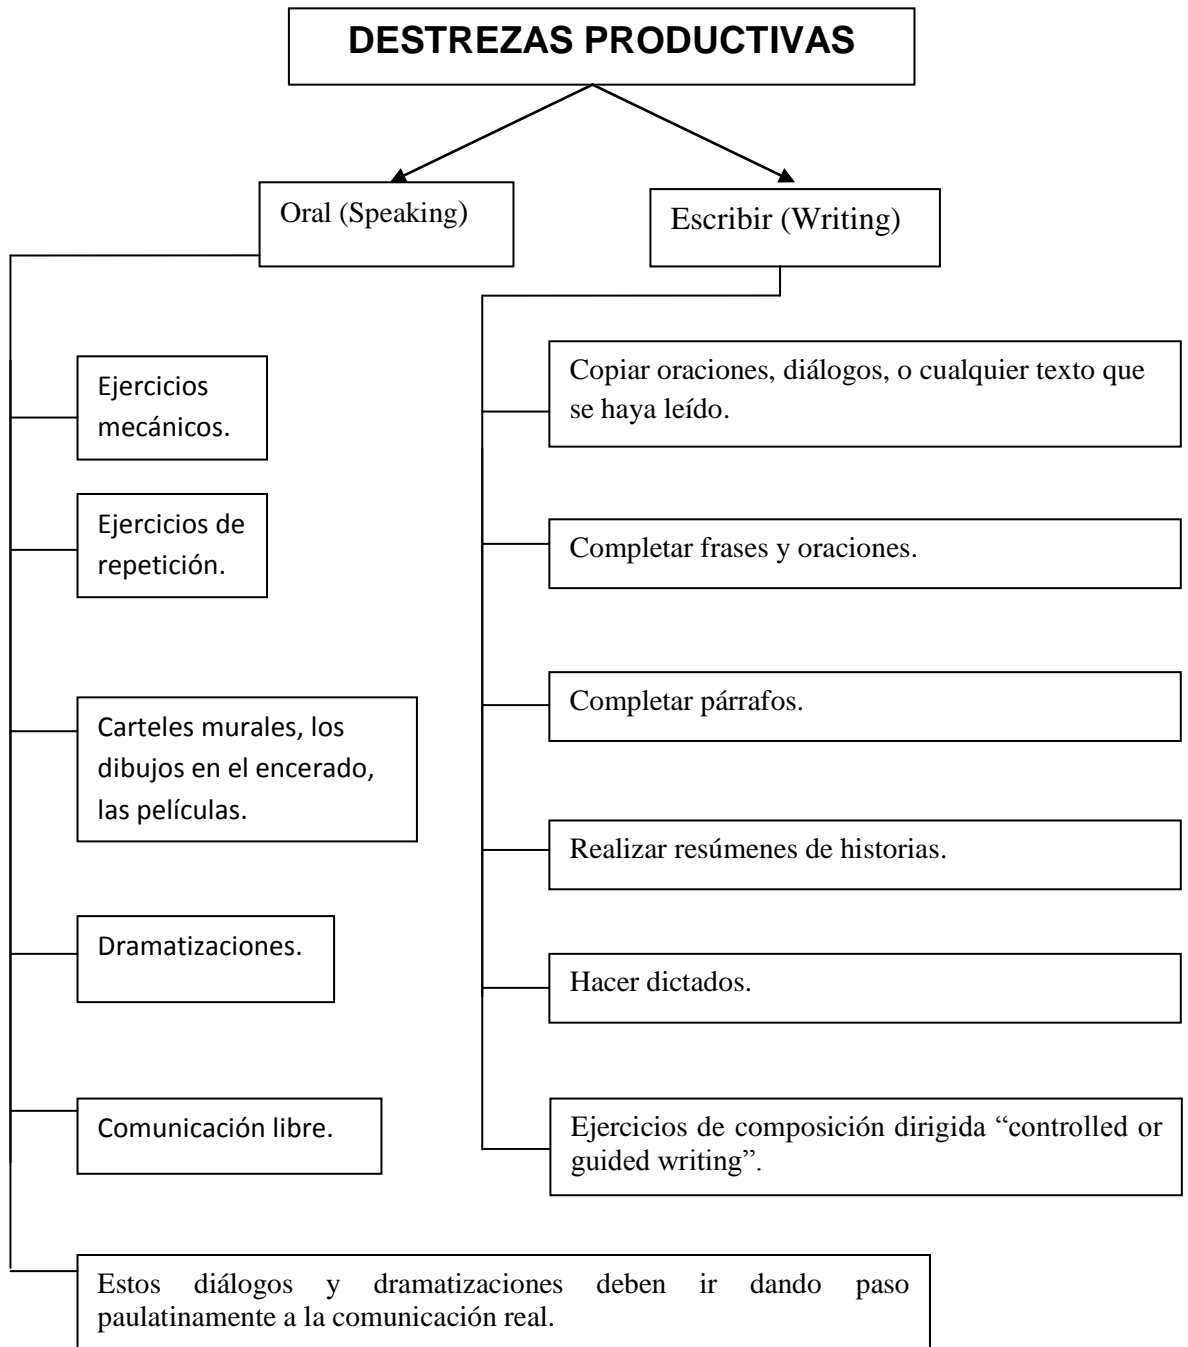 DESTREZAS PRODUCTIVAS
Oral (Speaking)
Escribir (Writing)
Ejercicios
mecánicos.
Ejercicios de
repetición.
Carteles murales, los
dibujos en el encerado,
las películas.
Dramatizaciones.
Comunicación libre.
Estos diálogos y dramatizaciones deben ir dando paso
paulatinamente a la comunicación real.
Copiar oraciones, diálogos, o cualquier texto que
se haya leído.
Completar frases y oraciones.
Completar párrafos.
Realizar resúmenes de historias.
Hacer dictados.
Ejercicios de composición dirigida “controlled or
guided writing”.